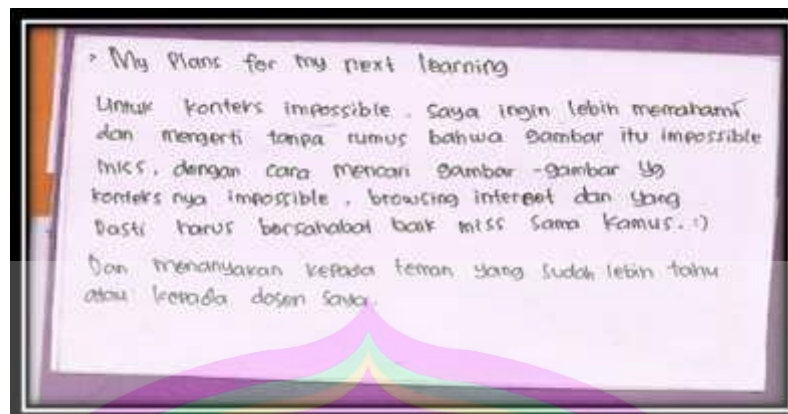 > My Plans for my next learning
Untuk konteks impossible. Saya ingin lebih memahami
dan mengerti tanpa rumus bahwa gambar itu impossible
miss, dengan cara mencari gambar-gambar yg
konteksnya impossible, browsing internet dan yang
Pasti harus bersahabat baik miss sama kamus. :)
Dan menanyakan kepada teman yang sudah lebih tahu
atau kepada dosen saya.